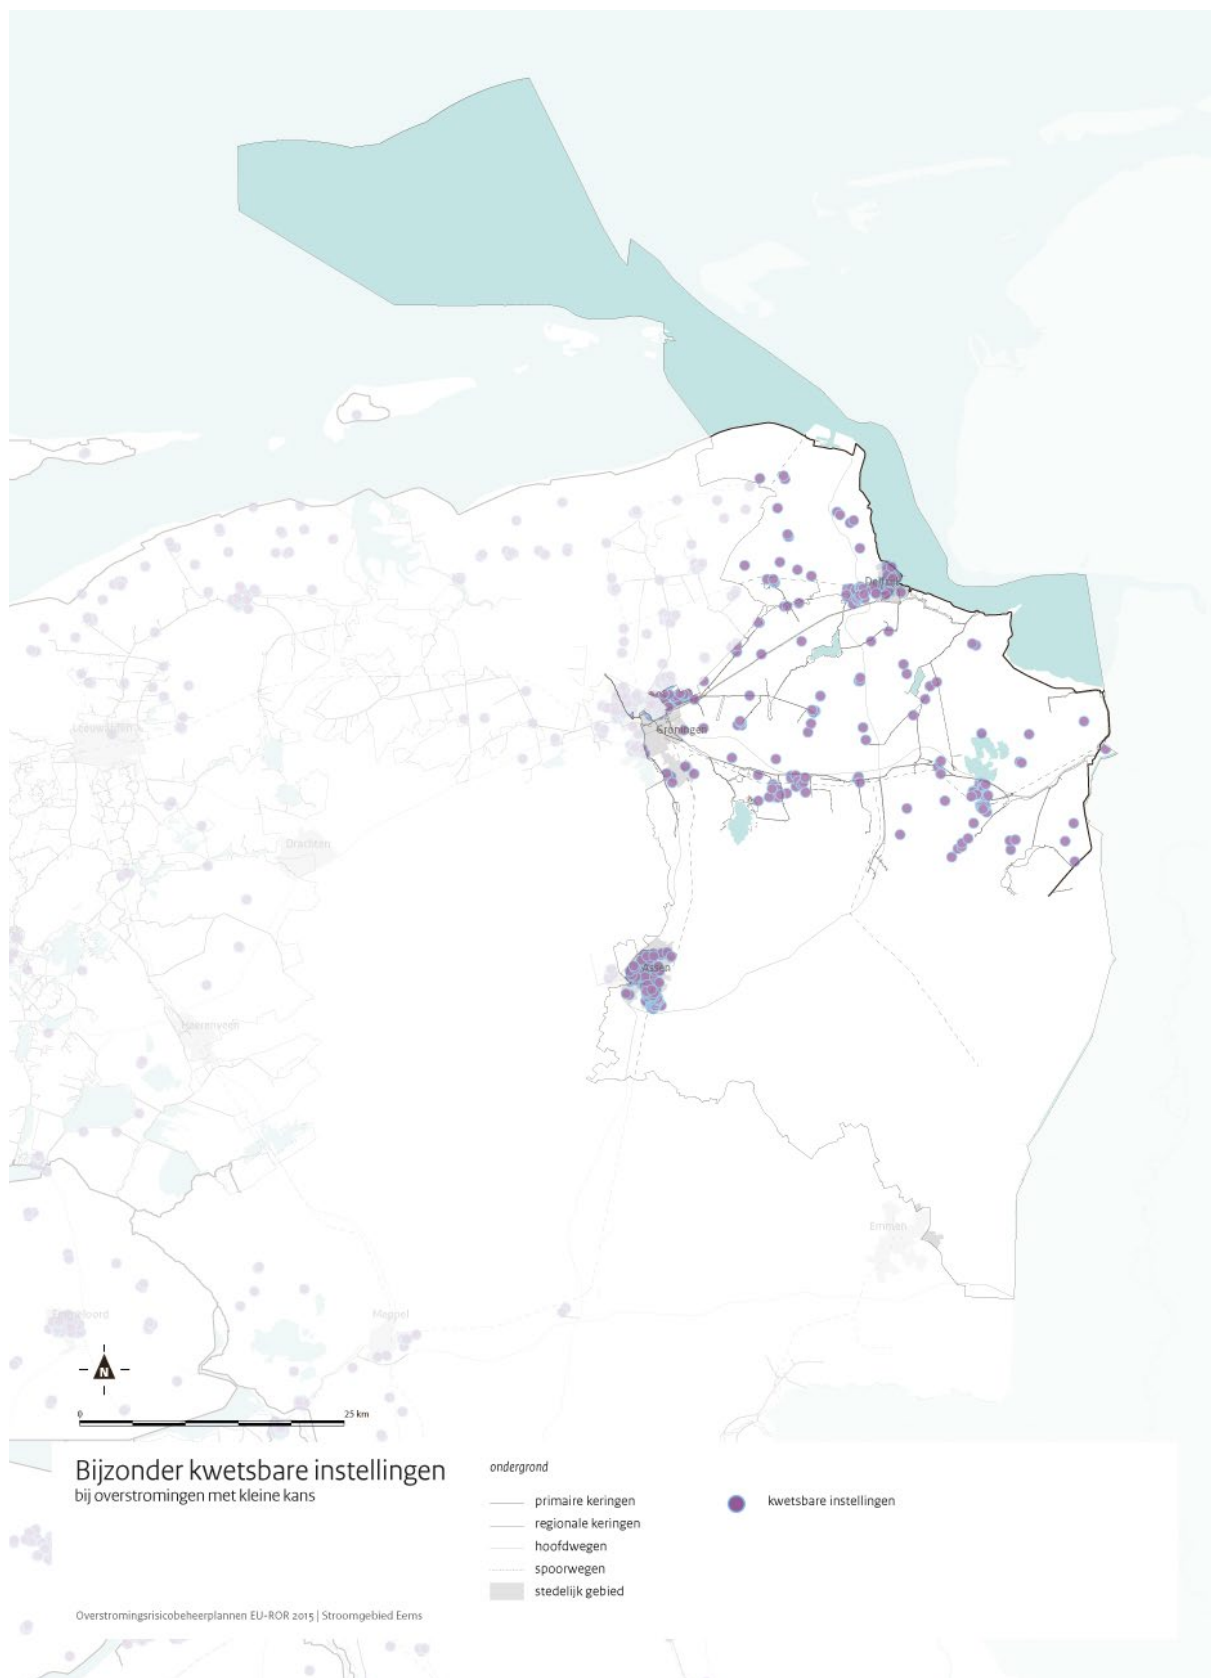 Delfzijl
Leeuwarden
Groningen
Drachten
Assen
Heerenveen
Emmen
Emmeloord
Meppel
N
0
25 km
Bijzonder kwetsbare instellingen
bij overstromingen met kleine kans
ondergrond
primaire keringen
kwetsbare instellingen
regionale keringen
hoofdwegen
spoorwegen
stedelijk gebied
Overstromingsrisicobeheerplannen EU-ROR 2015 | Stroomgebied Eems